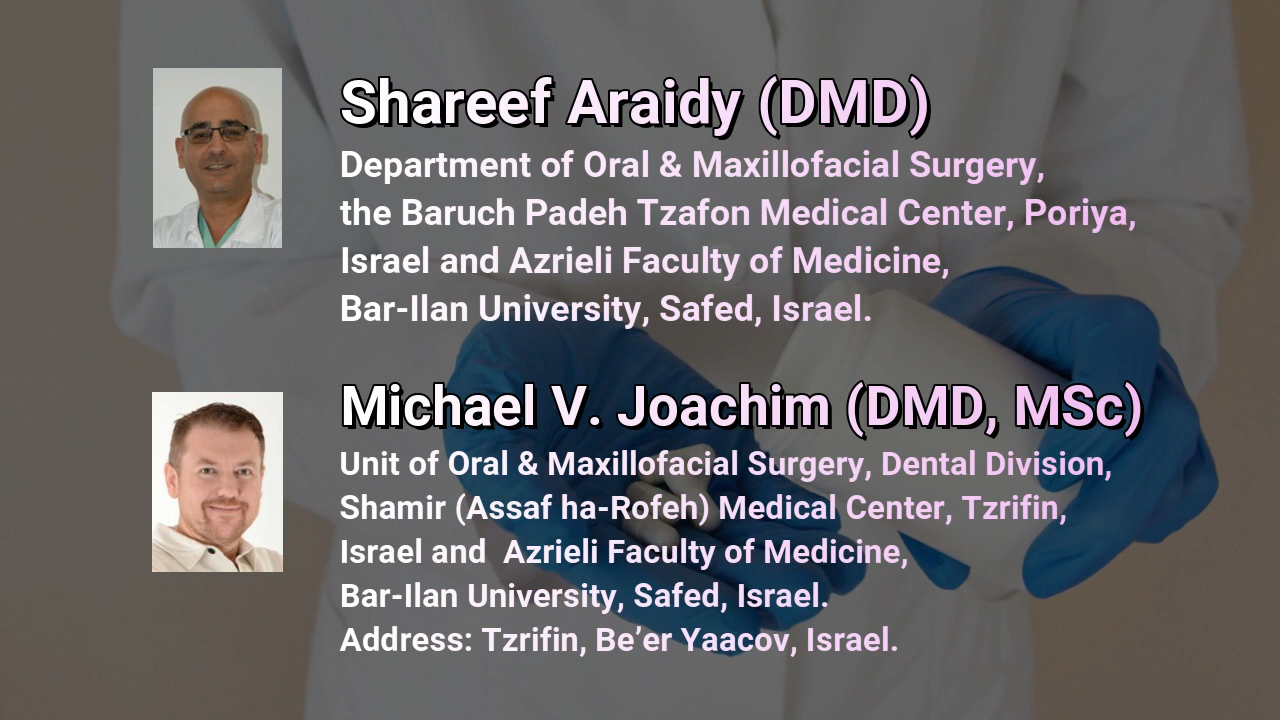 Shareef Araidy (DMD)
Department of Oral & Maxillofacial Surgery,
the Baruch Padeh Tzafon Medical Center, Poriya,
Israel and Azrieli Faculty of Medicine,
Bar-Ilan University, Safed, Israel.
Michael V. Joachim (DMD, MSc)
Unit of Oral & Maxillofacial Surgery, Dental Division,
Shamir (Assaf ha-Rofeh) Medical Center, Tzrifin,
Israel and  Azrieli Faculty of Medicine,
Bar-Ilan University, Safed, Israel.
Address: Tzrifin, Be’er Yaacov, Israel.